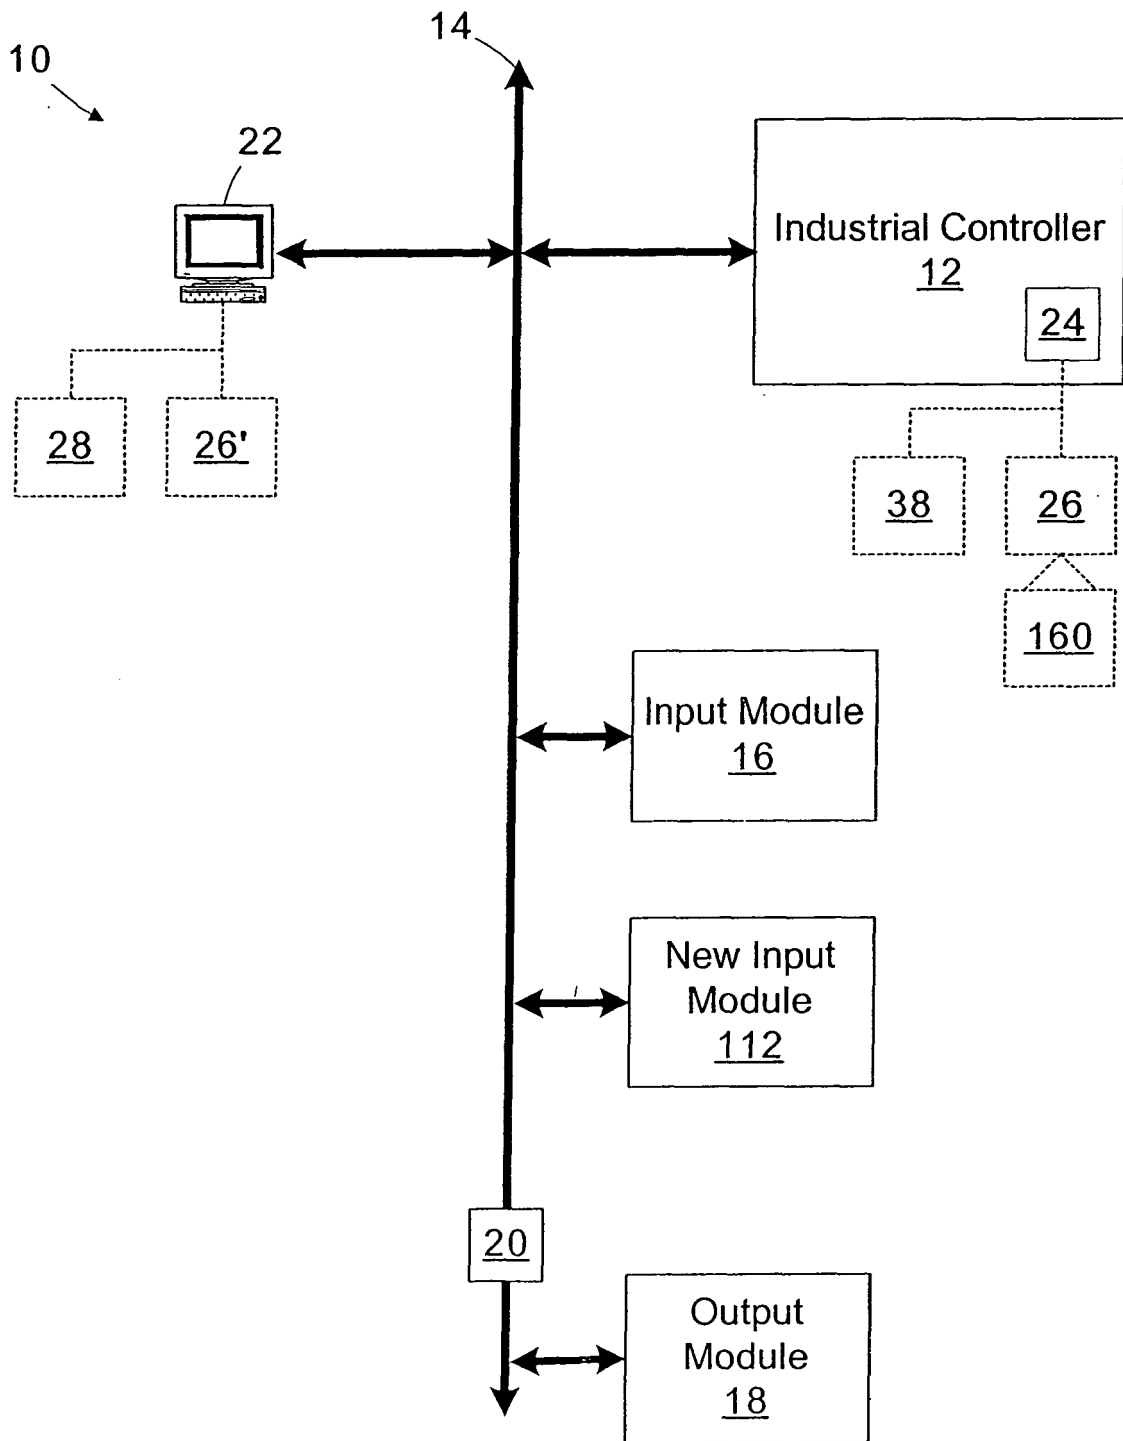 14
10
22
Industrial Controller
12
24
28
26'
38
26
160
Input Module
16
New Input
Module
112
20
Output
Module
18